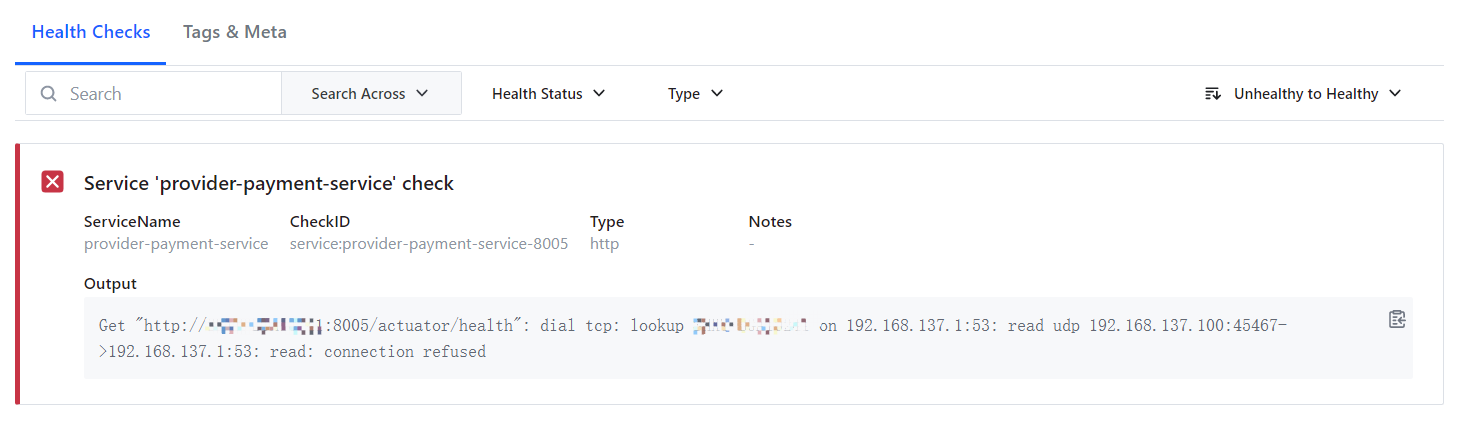 Health Checks Tags & Meta
Search Search Across Health Status Type Unhealthy to Healthy
Service 'provider-payment-service' check
ServiceName CheckID Type Notes
provider-payment-service service:provider-payment-service-8005 http -
Output
Get "http:// 1:8005/actuator/health": dial tcp: lookup on 192.168.137.1:53: read udp 192.168.137.100:45467-
>192.168.137.1:53: read: connection refused